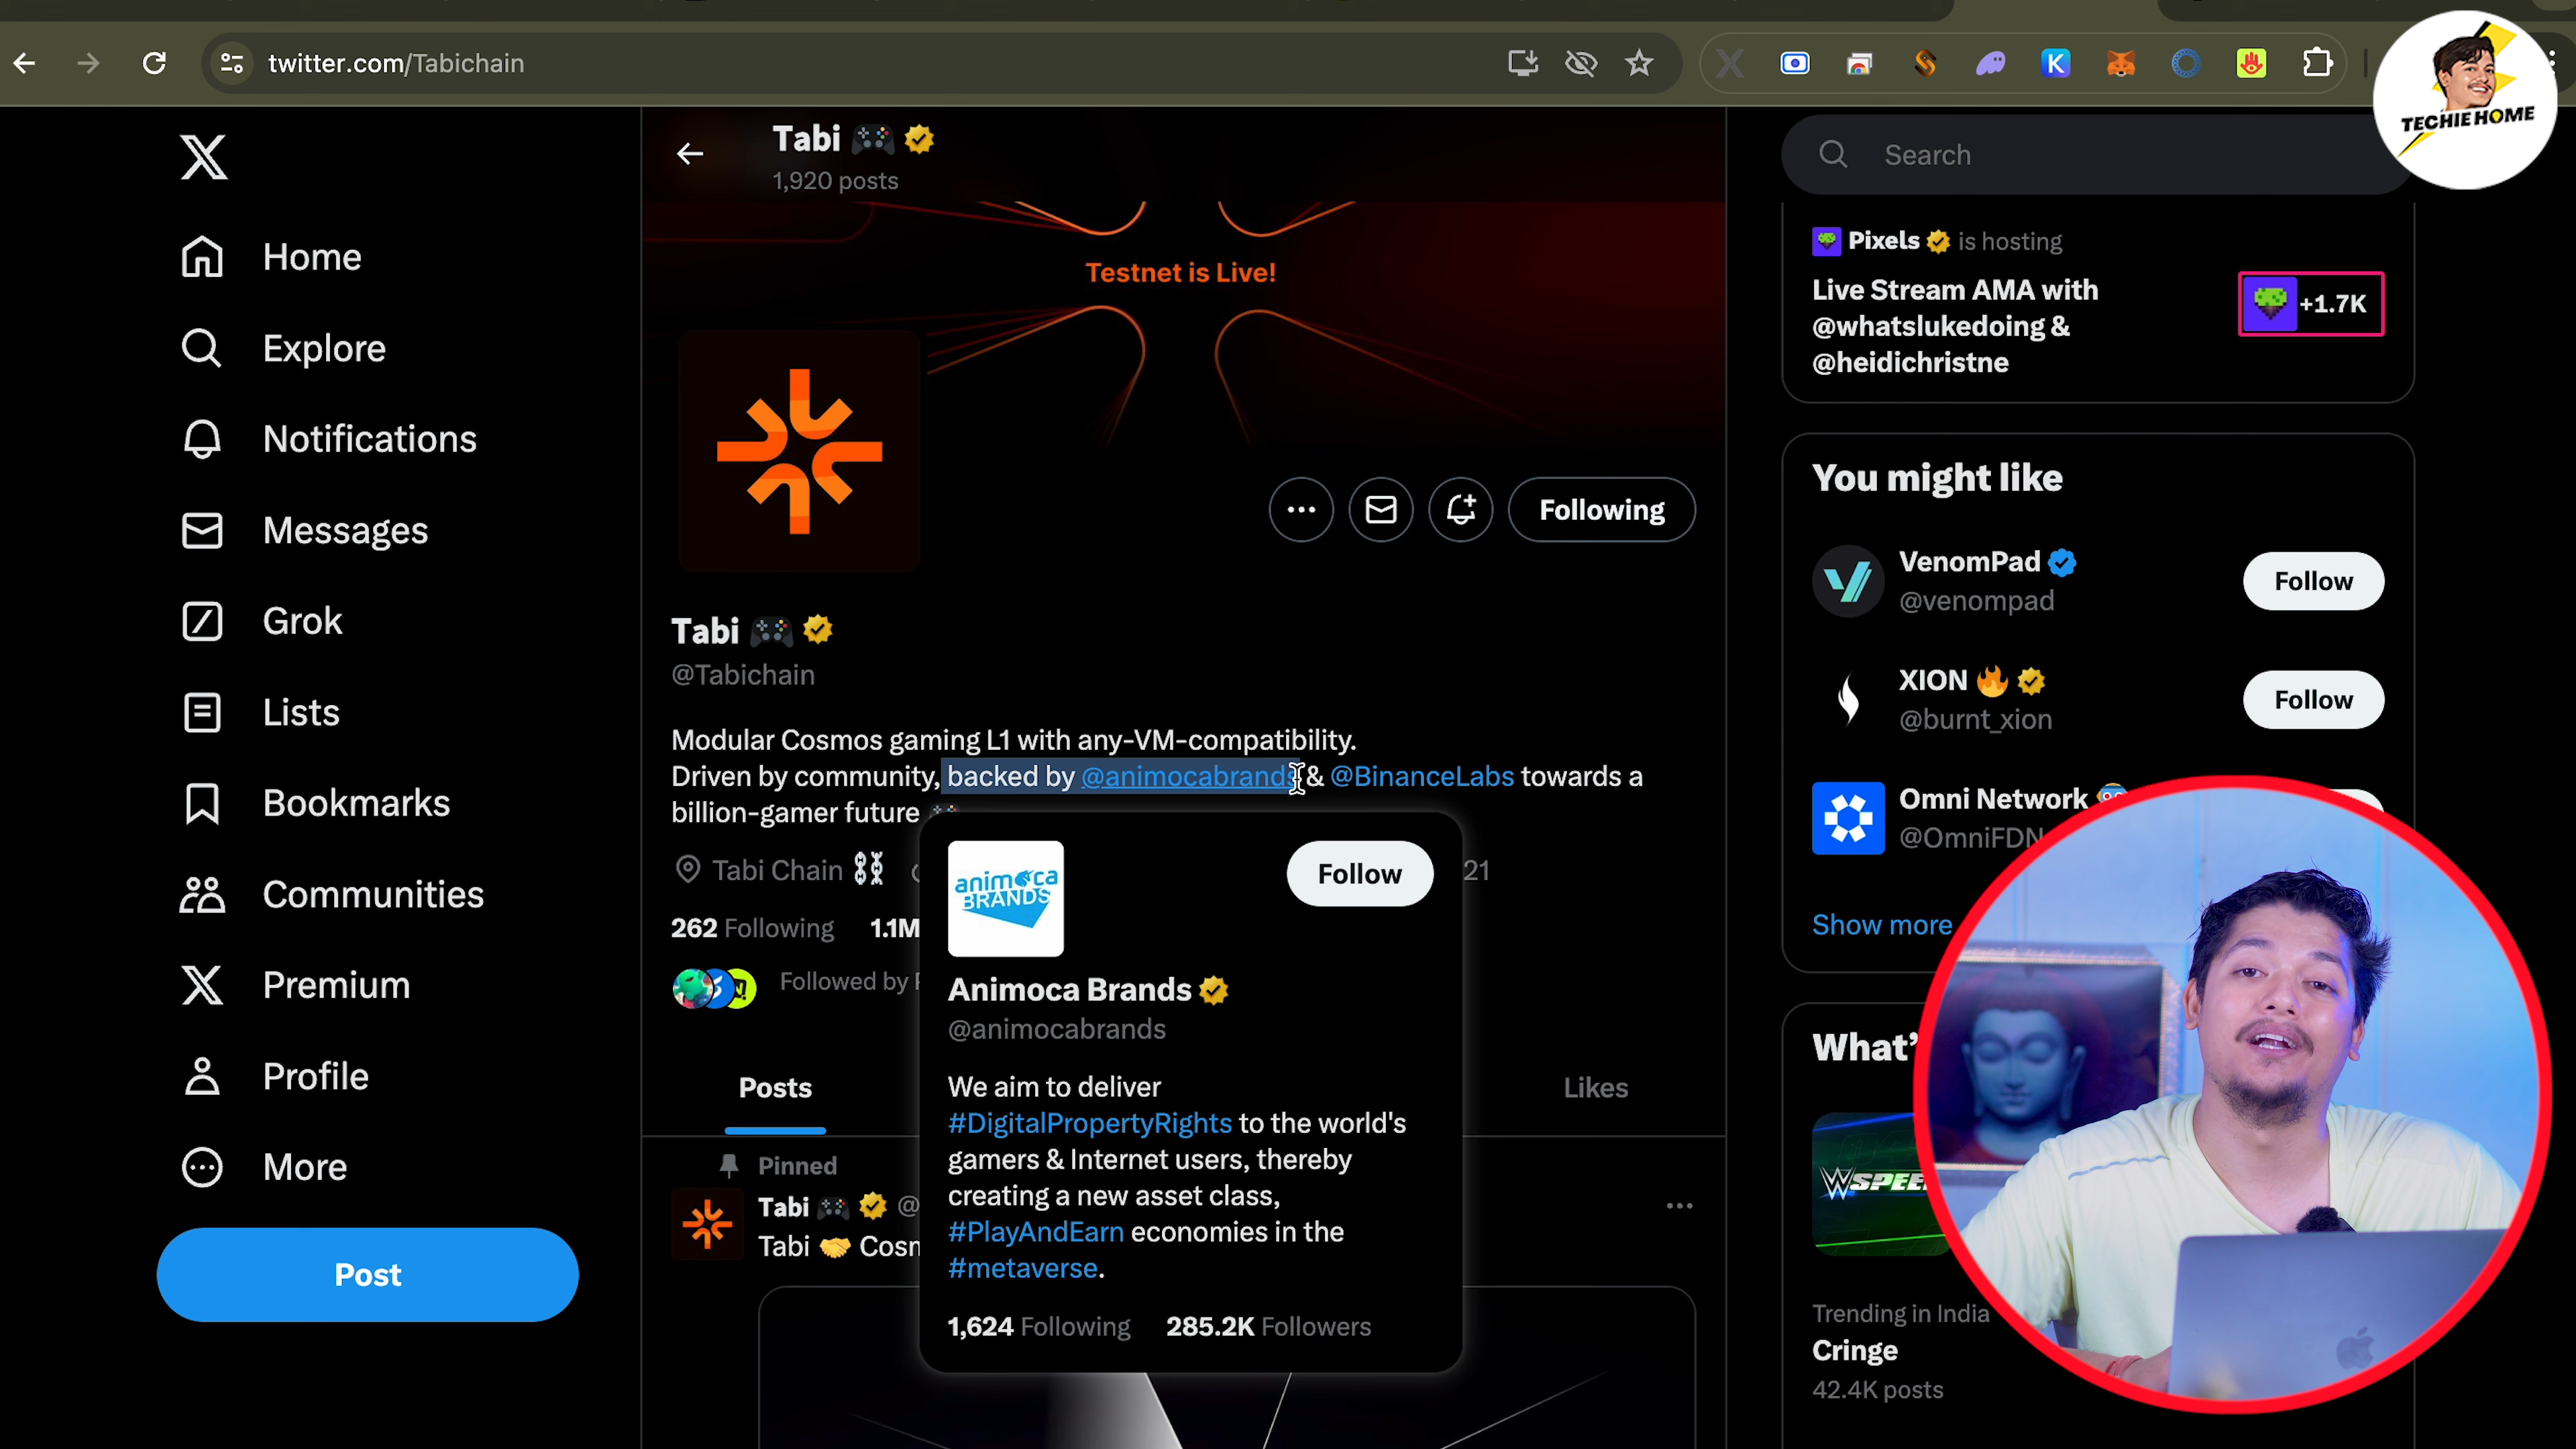 twitter.com/Tabichain
TECHIE HOME
Home
Explore
Notifications
Messages
Grok
Lists
Bookmarks
Communities
Premium
Profile
More
Post
Tabi
1,920 posts
Testnet is Live!
Following
Tabi
@Tabichain
Modular Cosmos gaming L1 with any-VM-compatibility.
Driven by community, backed by @animocabrands & @BinanceLabs towards a
billion-gamer future
Tabi Chain
21
262 Following 1.1M
Followed by
Posts
Likes
Pinned
Tabi @
Tabi
animoca
BRANDS
Follow
Animoca Brands
@animocabrands
We aim to deliver
#DigitalPropertyRights to the world's
gamers & Internet users, thereby
creating a new asset class,
#PlayAndEarn economies in the
#metaverse.
1,624 Following 285.2K Followers
Search
Pixels is hosting
Live Stream AMA with
@whatslukedoing &
@heidichristne
+1.7K
You might like
VenomPad
@venompad
Follow
XION
@burnt_xion
Follow
Omni Network
@OmniFDN
Show more
What'
Trending in India
Cringe
42.4K posts